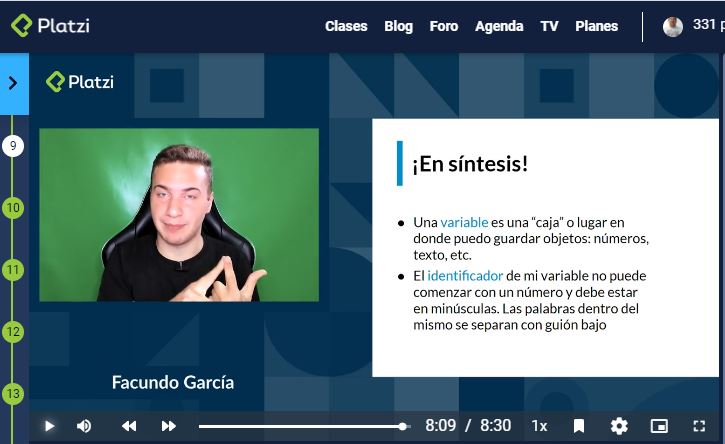 Platzi
Clases Blog Foro Agenda TV Planes 331 p
Platzi
9
10
11
12
13
¡En síntesis!
Una variable es una “caja” o lugar en
donde puedo guardar objetos: números,
texto, etc.
El identificador de mi variable no puede
comenzar con un número y debe estar
en minúsculas. Las palabras dentro del
mismo se separan con guión bajo
Facundo García
8:09 / 8:30 1x